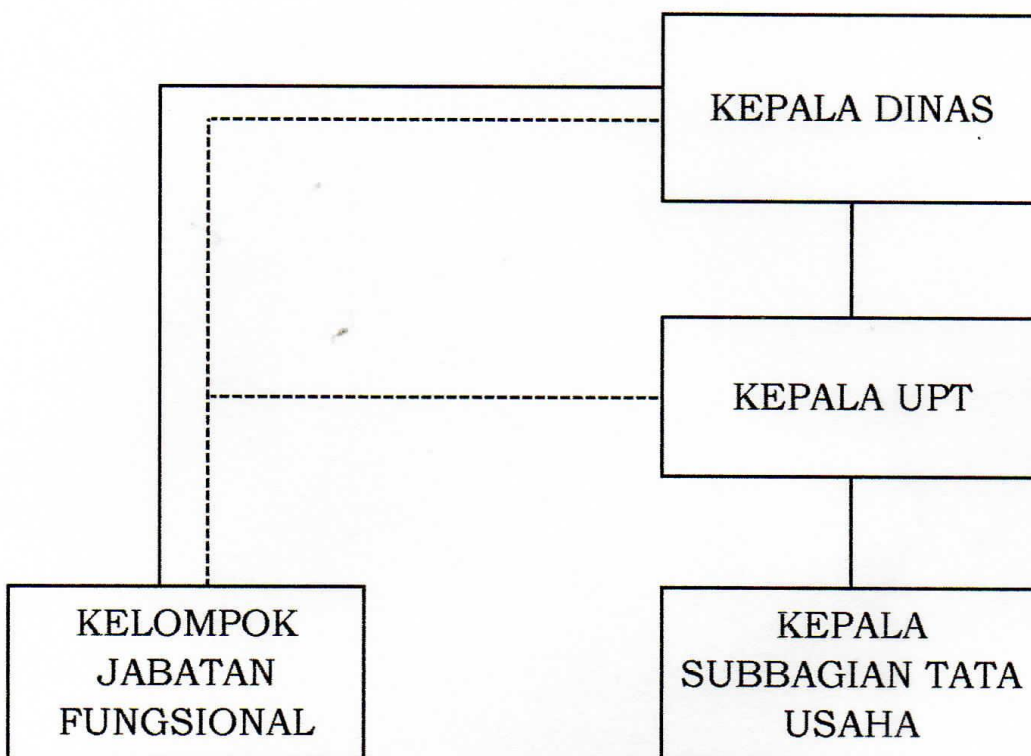 KEPALA DINAS
KEPALA UPT
KELOMPOK
JABATAN
FUNGSIONAL
KEPALA
SUBBAGIAN TATA
USAHA